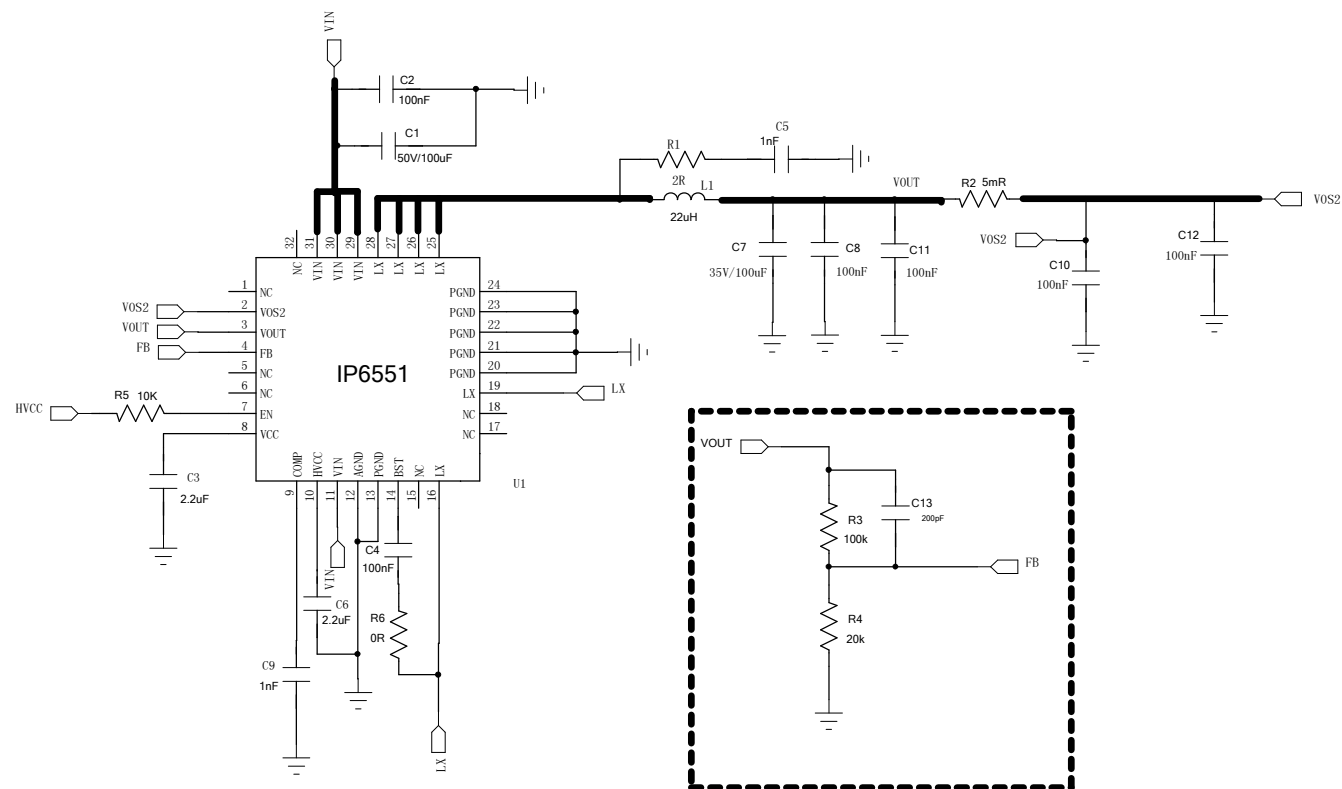 VIN
C2
100nF
C1
50V/100uF
R1
2R
C5
1nF
L1
22uH
VOUT
R2 5mR
VOS2
C7
35V/100uF
C8
100nF
C11
100nF
VOS2
C10
100nF
C12
100nF
32 31 30 29 28 27 26 25
NC VIN VIN VIN LX LX LX LX
1 NC
VOS2 2 VOS2
VOUT 3 VOUT
FB 4 FB
5 NC
6 NC
HVCC R5 10K 7 EN
8 VCC
IP6551
PGND 24
PGND 23
PGND 22
PGND 21
PGND 20
LX 19 LX
NC 18
NC 17
COMP HVCC VIN AGND PGND BST NC LX
9 10 11 12 13 14 15 16
U1
C3
2.2uF
C4
100nF
VIN
C6
2.2uF
R6
0R
C9
1nF
LX
VOUT
R3
100k
C13
200pF
FB
R4
20k